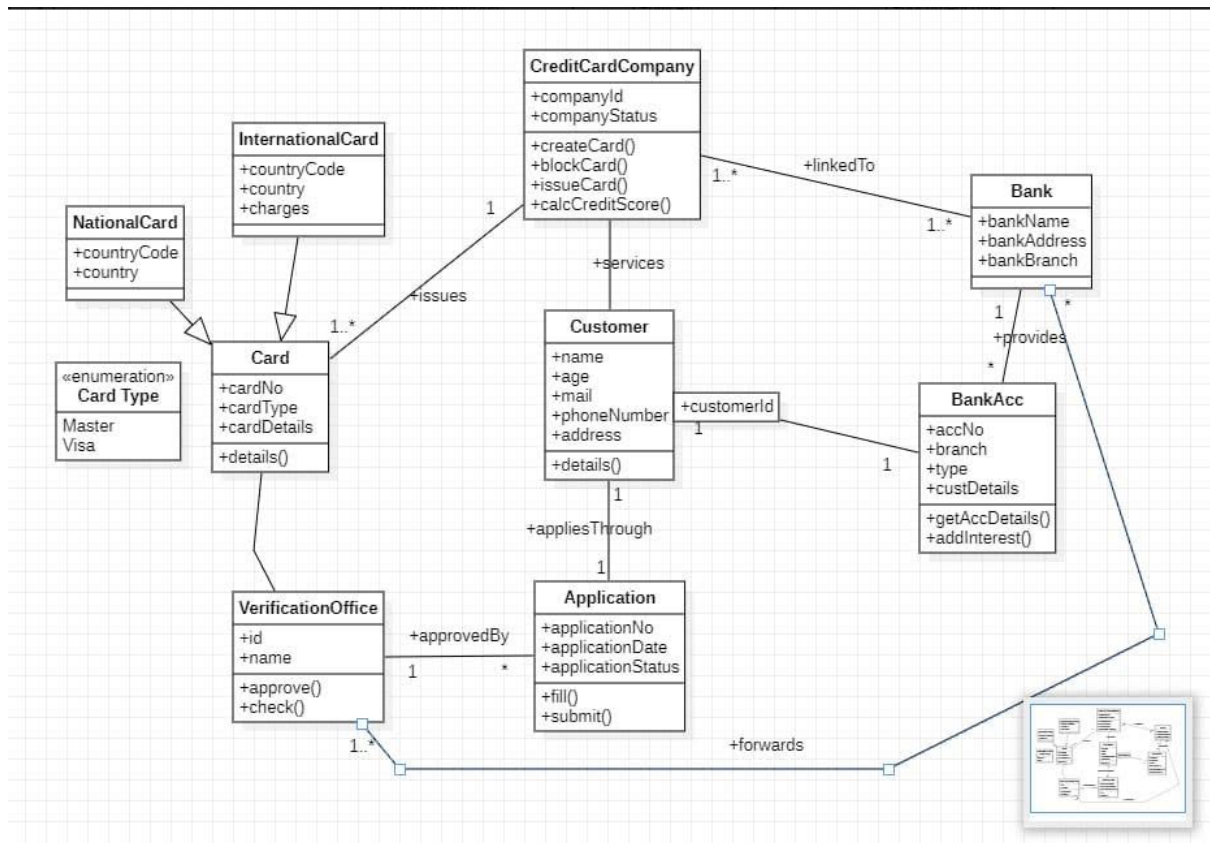 CreditCardCompany
+companyId
+companyStatus
+createCard()
+blockCard()
+issueCard()
+calcCreditScore()
InternationalCard
+countryCode
+country
+charges
NationalCard
+countryCode
+country
+linkedTo
1..*
1..*
Bank
+bankName
+bankAddress
+bankBranch
1
+issues
1..*
+services
1
*
+provides
*
Card
+cardNo
+cardType
+cardDetails
+details()
«enumeration»
Card Type
Master
Visa
Customer
+name
+age
+mail
+phoneNumber
+address
+details()
+customerId
1
1
BankAcc
+accNo
+branch
+type
+custDetails
+getAccDetails()
+addInterest()
1
+appliesThrough
1
VerificationOffice
+id
+name
+approve()
+check()
+approvedBy
1
*
Application
+applicationNo
+applicationDate
+applicationStatus
+fill()
+submit()
1..*
+forwards